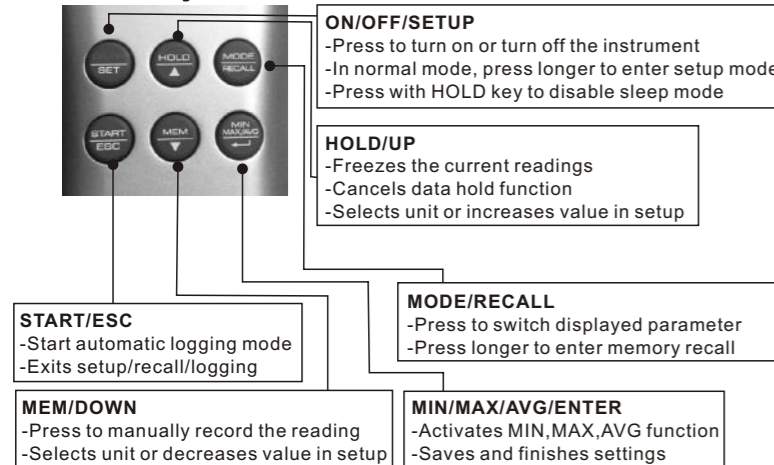 ON/OFF/SETUP
-Press to turn on or turn off the instrument
-In normal mode, press longer to enter setup mode
-Press with HOLD key to disable sleep mode
SET
HOLD
MODE
RECALL
START
ESC
MEM
MIN
MAX/AVG
HOLD/UP
-Freezes the current readings
-Cancels data hold function
-Selects unit or increases value in setup
MODE/RECALL
-Press to switch displayed parameter
-Press longer to enter memory recall
START/ESC
-Start automatic logging mode
-Exits setup/recall/logging
MEM/DOWN
-Press to manually record the reading
-Selects unit or decreases value in setup
MIN/MAX/AVG/ENTER
-Activates MIN,MAX,AVG function
-Saves and finishes settings